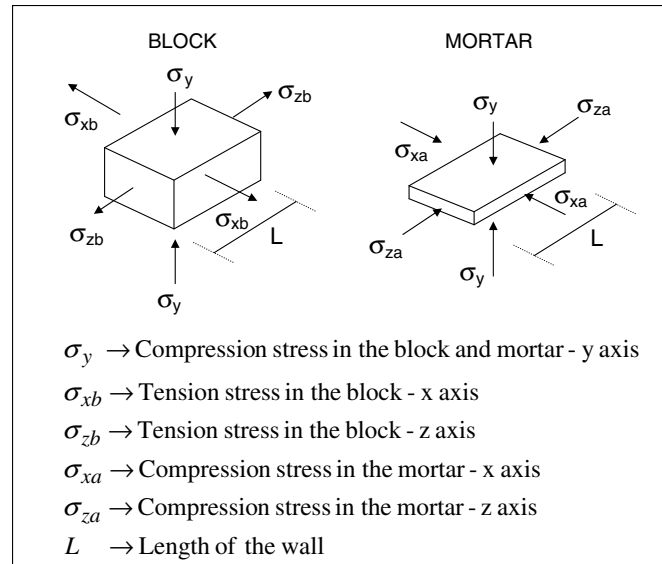 BLOCK MORTAR
σy σzb σy σza
σxb σxa
σxb σxa
σzb L σza L
σy σy
σy → Compression stress in the block and mortar - y axis
σxb → Tension stress in the block - x axis
σzb → Tension stress in the block - z axis
σxa → Compression stress in the mortar - x axis
σza → Compression stress in the mortar - z axis
L → Length of the wall